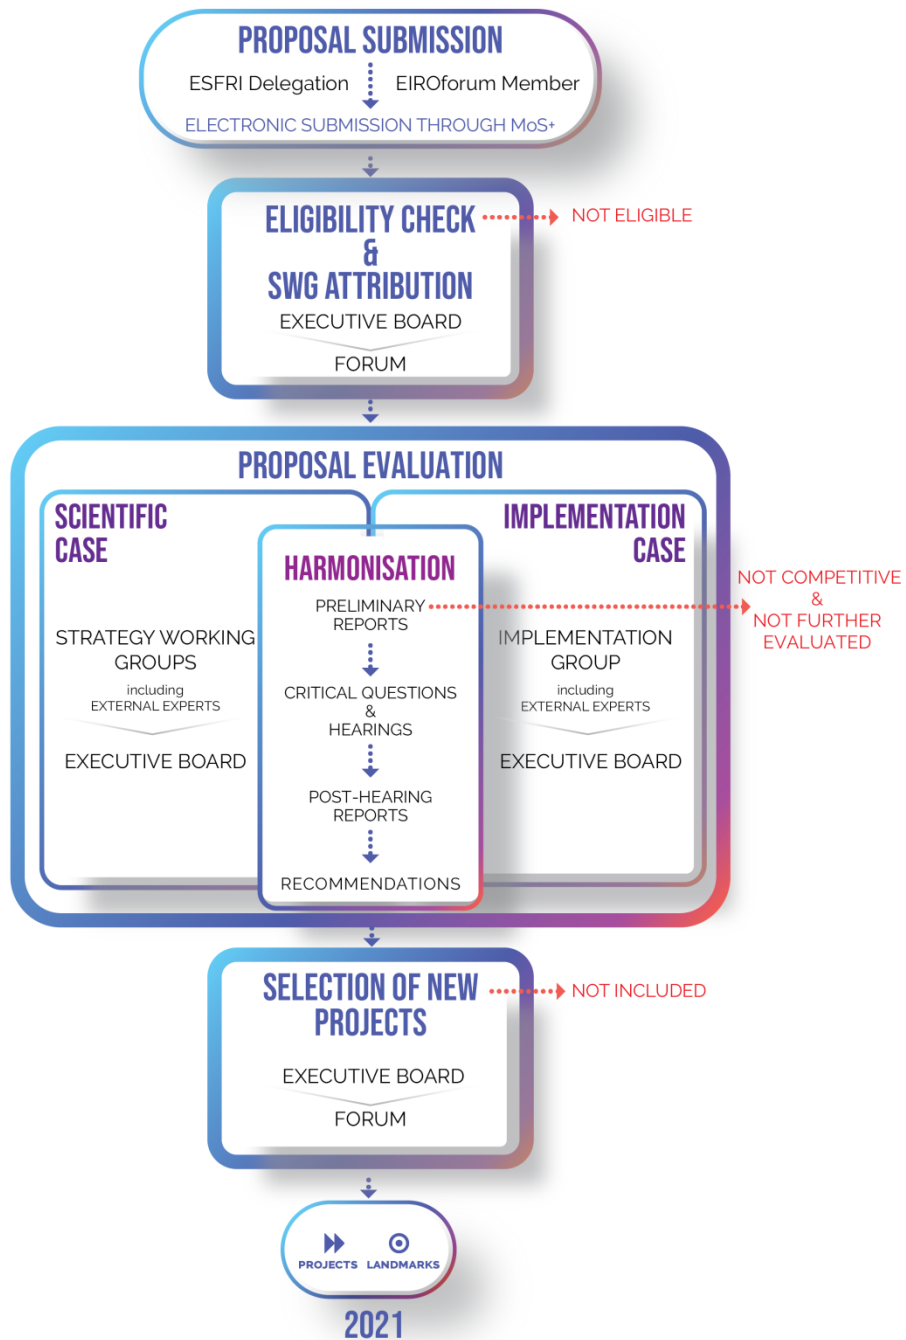 PROPOSAL SUBMISSION
ESFRI Delegation EIROforum Member
ELECTRONIC SUBMISSION THROUGH MoS+
ELIGIBILITY CHECK
&
SWG ATTRIBUTION
NOT ELIGIBLE
EXECUTIVE BOARD
FORUM
PROPOSAL EVALUATION
SCIENTIFIC
CASE
STRATEGY WORKING
GROUPS
including
EXTERNAL EXPERTS
EXECUTIVE BOARD
HARMONISATION
PRELIMINARY
REPORTS
CRITICAL QUESTIONS
&
HEARINGS
POST-HEARING
REPORTS
RECOMMENDATIONS
IMPLEMENTATION
CASE
IMPLEMENTATION
GROUP
including
EXTERNAL EXPERTS
EXECUTIVE BOARD
NOT COMPETITIVE
&
NOT FURTHER
EVALUATED
SELECTION OF NEW
PROJECTS
NOT INCLUDED
EXECUTIVE BOARD
FORUM
PROJECTS LANDMARKS
2021